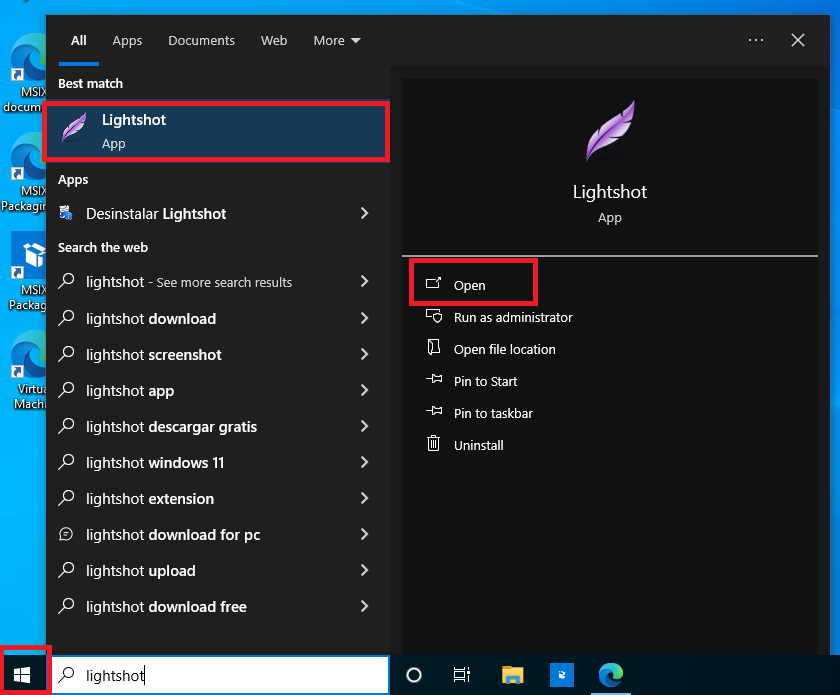 All Apps Documents Web More
MSIX
docum
Best match
Lightshot
App
Lightshot
App
Apps
MSIX
Packagin
Desinstalar Lightshot
Search the web
lightshot - See more search results
Open
MSIX
Packag
lightshot download
Run as administrator
lightshot screenshot
Open file location
lightshot app
Pin to Start
Virtua
Machi
lightshot descargar gratis
Pin to taskbar
lightshot windows 11
Uninstall
lightshot extension
lightshot download for pc
lightshot upload
lightshot download free
lightshot